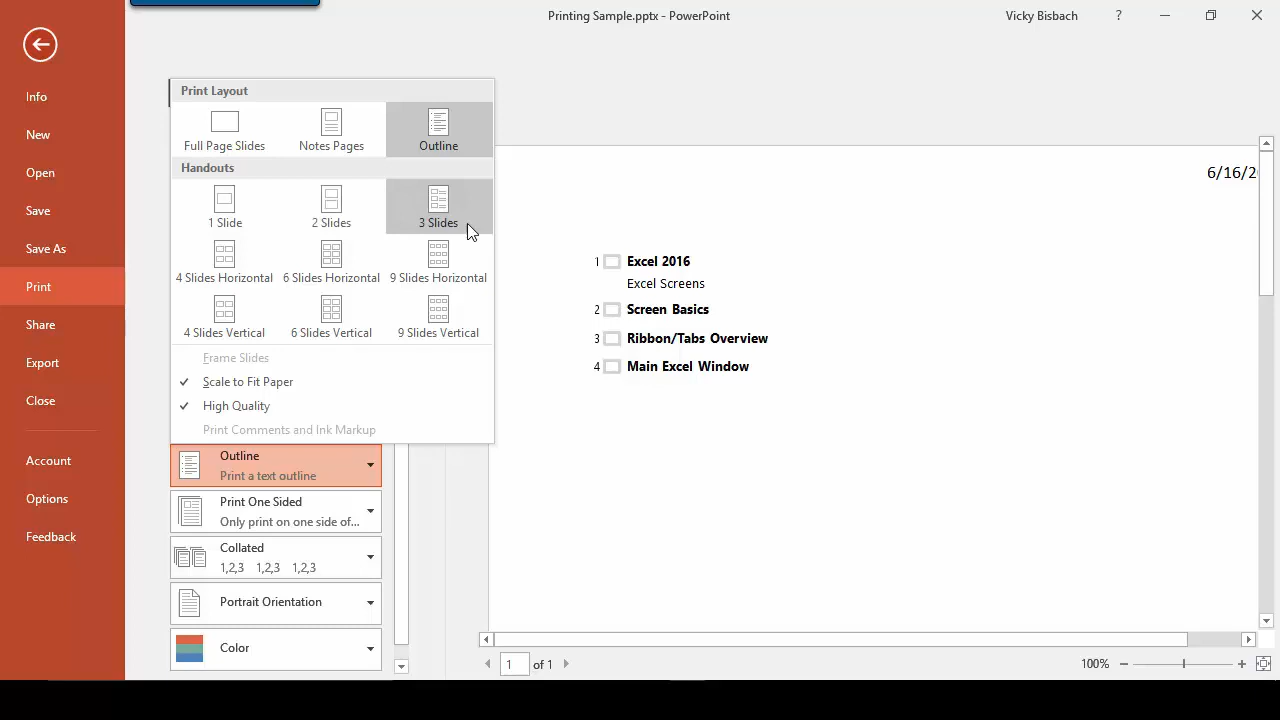 Printing Sample.pptx - PowerPoint
Vicky Bisbach
?
Info
New
Open
Save
Save As
Print
Share
Export
Close
Account
Options
Feedback
Print Layout
Full Page Slides
Notes Pages
Outline
Handouts
1 Slide
2 Slides
3 Slides
4 Slides Horizontal
6 Slides Horizontal
9 Slides Horizontal
4 Slides Vertical
6 Slides Vertical
9 Slides Vertical
Frame Slides
Scale to Fit Paper
High Quality
Print Comments and Ink Markup
Outline
Print a text outline
Print One Sided
Only print on one side of...
Collated
1,2,3 1,2,3 1,2,3
Portrait Orientation
Color
6/16/2
1 Excel 2016
Excel Screens
2 Screen Basics
3 Ribbon/Tabs Overview
4 Main Excel Window
1 of 1
100%